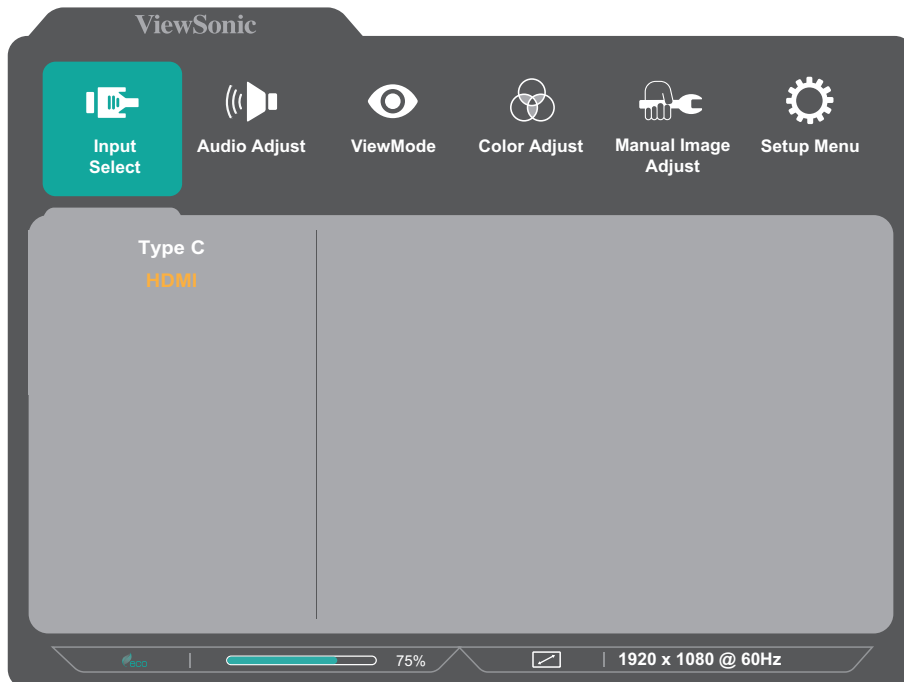 ViewSonic
Input
Select
Audio Adjust
ViewMode
Color Adjust
Manual Image
Adjust
Setup Menu
Type C
HDMI
eco
75%
1920 x 1080 @ 60Hz